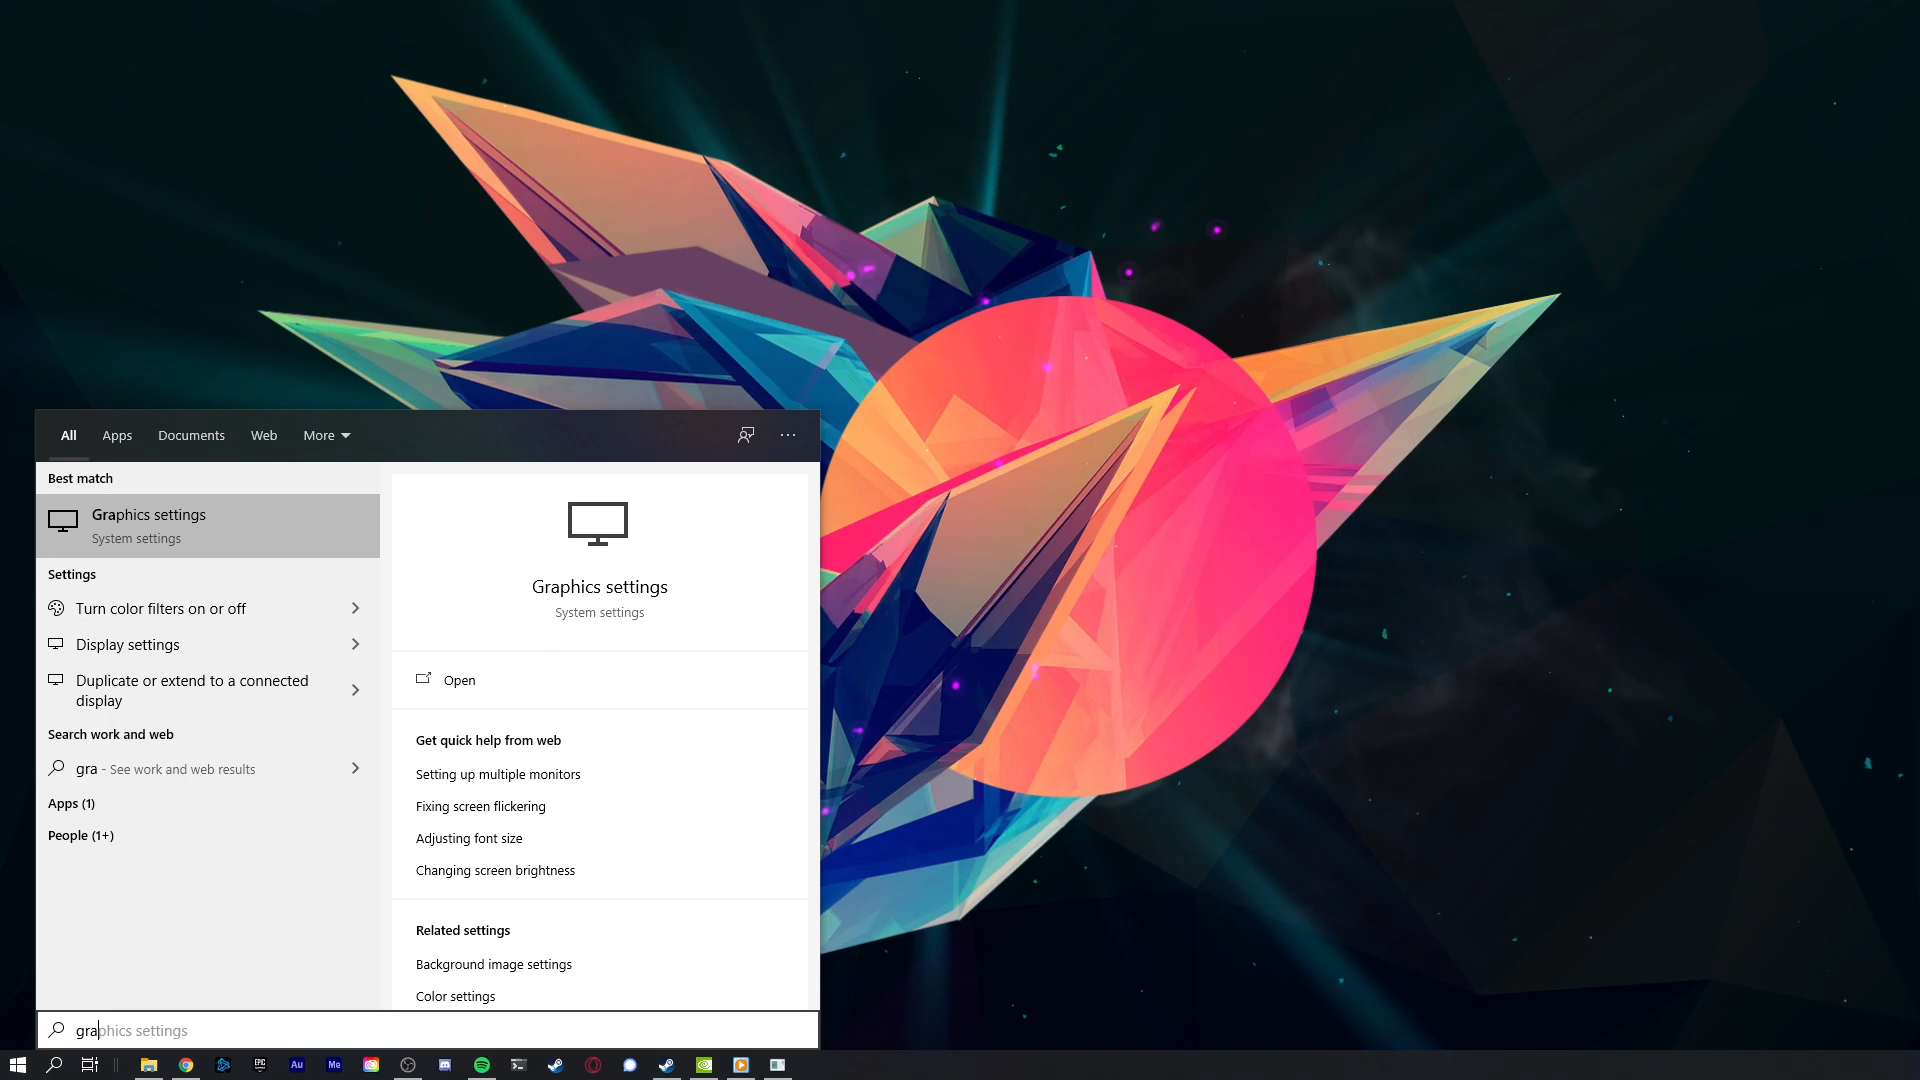 All Apps Documents Web More
Best match
Graphics settings
System settings
Settings
Turn color filters on or off
Display settings
Duplicate or extend to a connected
display
Search work and web
gra - See work and web results
Apps (1)
People (1+)
Graphics settings
System settings
Open
Get quick help from web
Setting up multiple monitors
Fixing screen flickering
Adjusting font size
Changing screen brightness
Related settings
Background image settings
Color settings
graphics settings
EPIC Au Me